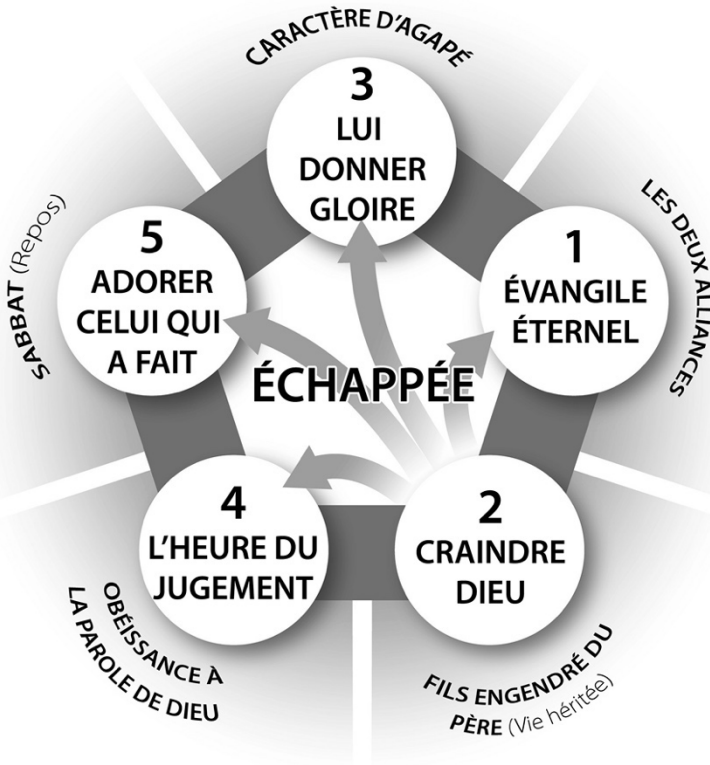 CARACTÈRE D'AGAPÉ
3
LUI
DONNER
GLOIRE
LES DEUX ALLIANCES
1
ÉVANGILE
ÉTERNEL
SABBAT (Repos)
5
ADORER
CELUI QUI
A FAIT
ÉCHAPPÉE
4
L'HEURE DU
JUGEMENT
2
CRAINDRE
DIEU
OBÉISSANCE À
LA PAROLE DE DIEU
FILS ENGENDRÉ DU
PÈRE (Vie héritée)